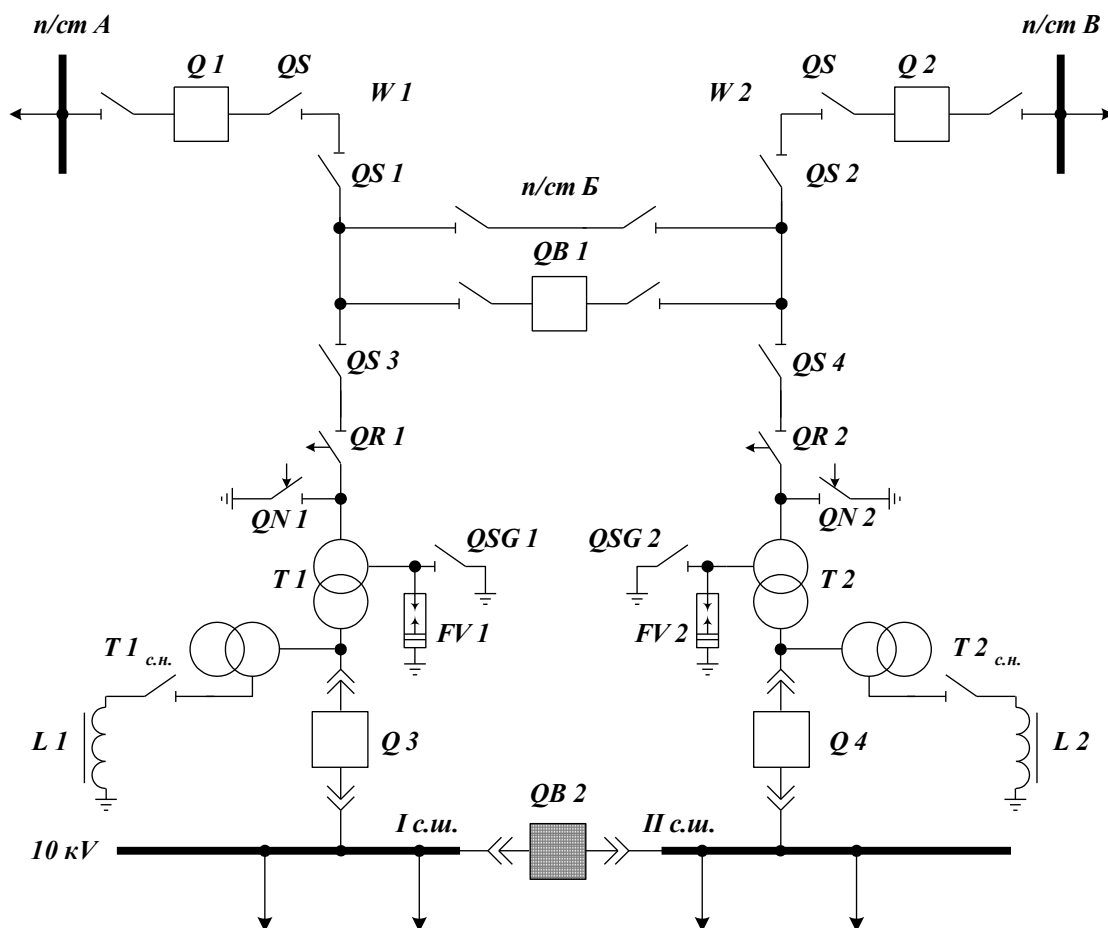 п/ст А
п/ст В
Q 1
QS
QS
Q 2
W 1
W 2
QS 1
QS 2
п/ст Б
QB 1
QS 3
QS 4
QR 1
QR 2
QN 1
QN 2
QSG 1
QSG 2
T 1
T 2
FV 1
FV 2
T 1 с.н.
T 2 с.н.
L 1
Q 3
Q 4
L 2
QB 2
I с.ш.
II с.ш.
10 кV